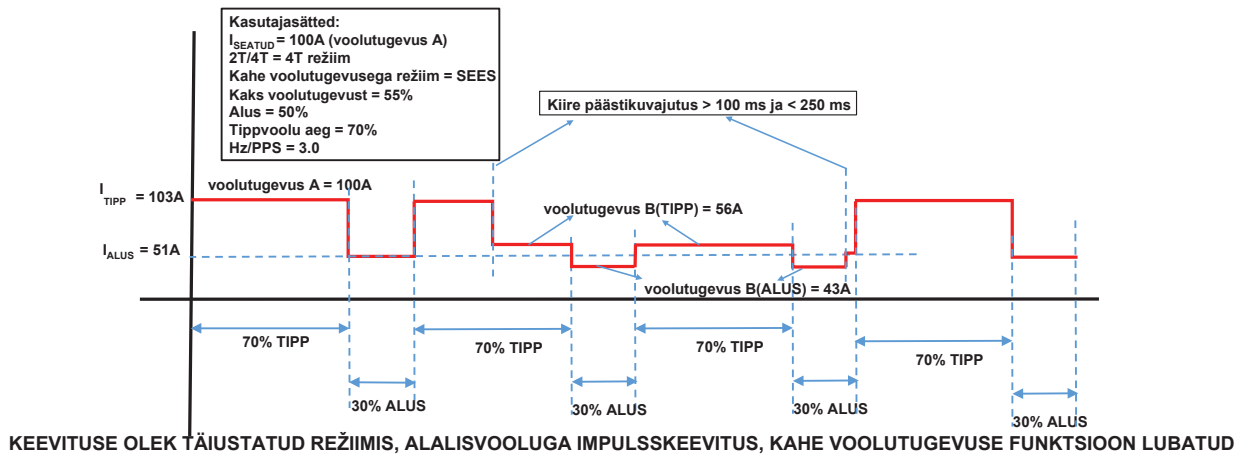 Kasutajasätted:
I SEATUD = 100A (voolutugevus A)
2T/4T = 4T režiim
Kahe voolutugevusega režiim = SEES
Kaks voolutugevust = 55%
Alus = 50%
Tippvoolu aeg = 70%
Hz/PPS = 3.0
Kiire päästikuvajutus > 100 ms ja < 250 ms
I TIPP = 103A
voolutugevus A = 100A
voolutugevus B(TIPP) = 56A
I ALUS = 51A
voolutugevus B(ALUS) = 43A
70% TIPP
70% TIPP
70% TIPP
70% TIPP
30% ALUS
30% ALUS
30% ALUS
30% ALUS
KEEVITUSE OLEK TÄIUSTATUD REŽIIMIS, ALALISVOOLUGA IMPULSSKEEVITUS, KAHE VOOLUTUGEVUSE FUNKTSIOON LUBATUD